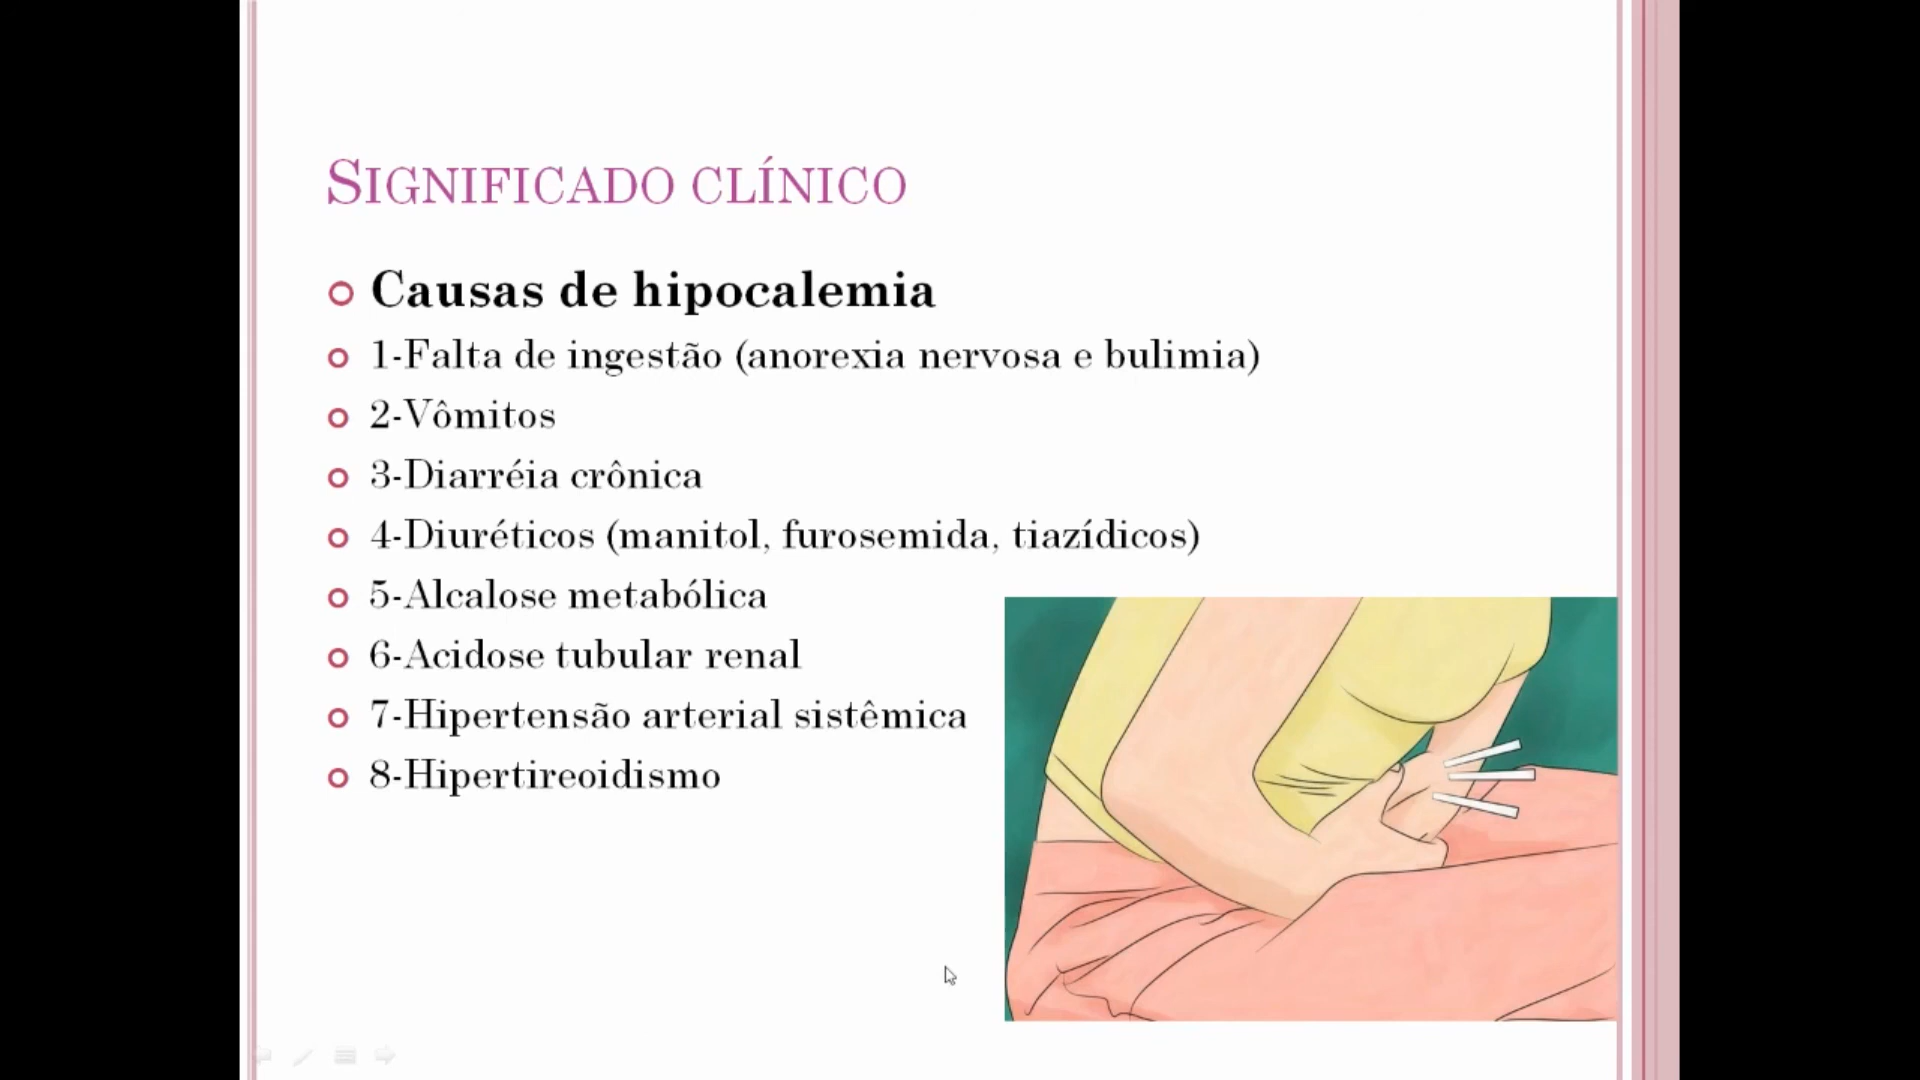 SIGNIFICADO CLÍNICO
Causas de hipocalemia
1-Falta de ingestão (anorexia nervosa e bulimia)
2-Vômitos
3-Diarréia crônica
4-Diuréticos (manitol, furosemida, tiazídicos)
5-Alcalose metabólica
6-Acidose tubular renal
7-Hipertensão arterial sistêmica
8-Hipertireoidismo